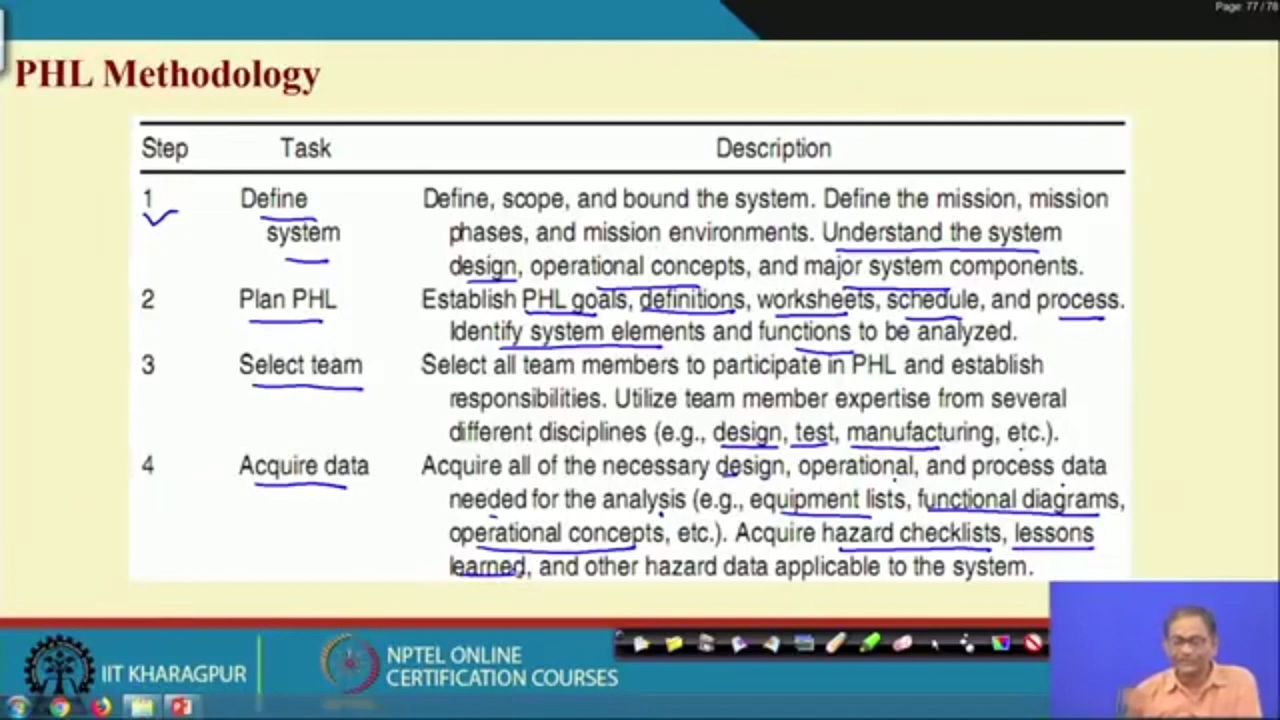 Page: 77 / 78
PHL Methodology
Step Task Description
1 Define system Define, scope, and bound the system. Define the mission, mission
phases, and mission environments. Understand the system
design, operational concepts, and major system components.
2 Plan PHL Establish PHL goals, definitions, worksheets, schedule, and process.
Identify system elements and functions to be analyzed.
3 Select team Select all team members to participate in PHL and establish
responsibilities. Utilize team member expertise from several
different disciplines (e.g., design, test, manufacturing, etc.).
4 Acquire data Acquire all of the necessary design, operational, and process data
needed for the analysis (e.g., equipment lists, functional diagrams,
operational concepts, etc.). Acquire hazard checklists, lessons
learned, and other hazard data applicable to the system.
IIT KHARAGPUR
NPTEL ONLINE
CERTIFICATION COURSES